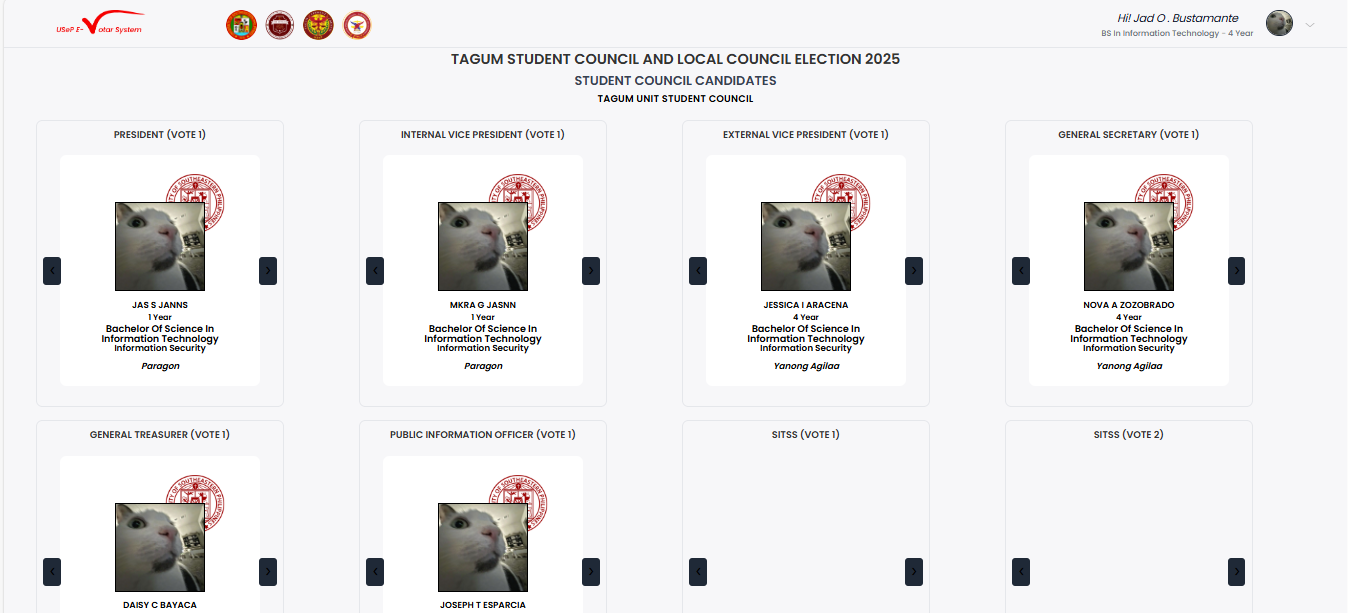 USeP E-Votar System
Hi! Jad O . Bustamante
BS In Information Technology - 4 Year
TAGUM STUDENT COUNCIL AND LOCAL COUNCIL ELECTION 2025
STUDENT COUNCIL CANDIDATES
TAGUM UNIT STUDENT COUNCIL
PRESIDENT (VOTE 1)
JAS S JANNS
1 Year
Bachelor Of Science In
Information Technology
Information Security
Paragon
INTERNAL VICE PRESIDENT (VOTE 1)
MKRA G JASNN
1 Year
Bachelor Of Science In
Information Technology
Information Security
Paragon
EXTERNAL VICE PRESIDENT (VOTE 1)
JESSICA I ARACENA
4 Year
Bachelor Of Science In
Information Technology
Information Security
Yanong Agilaa
GENERAL SECRETARY (VOTE 1)
NOVA A ZOZOBRADO
4 Year
Bachelor Of Science In
Information Technology
Information Security
Yanong Agilaa
GENERAL TREASURER (VOTE 1)
DAISY C BAYACA
PUBLIC INFORMATION OFFICER (VOTE 1)
JOSEPH T ESPARCIA
SITSS (VOTE 1)
SITSS (VOTE 2)